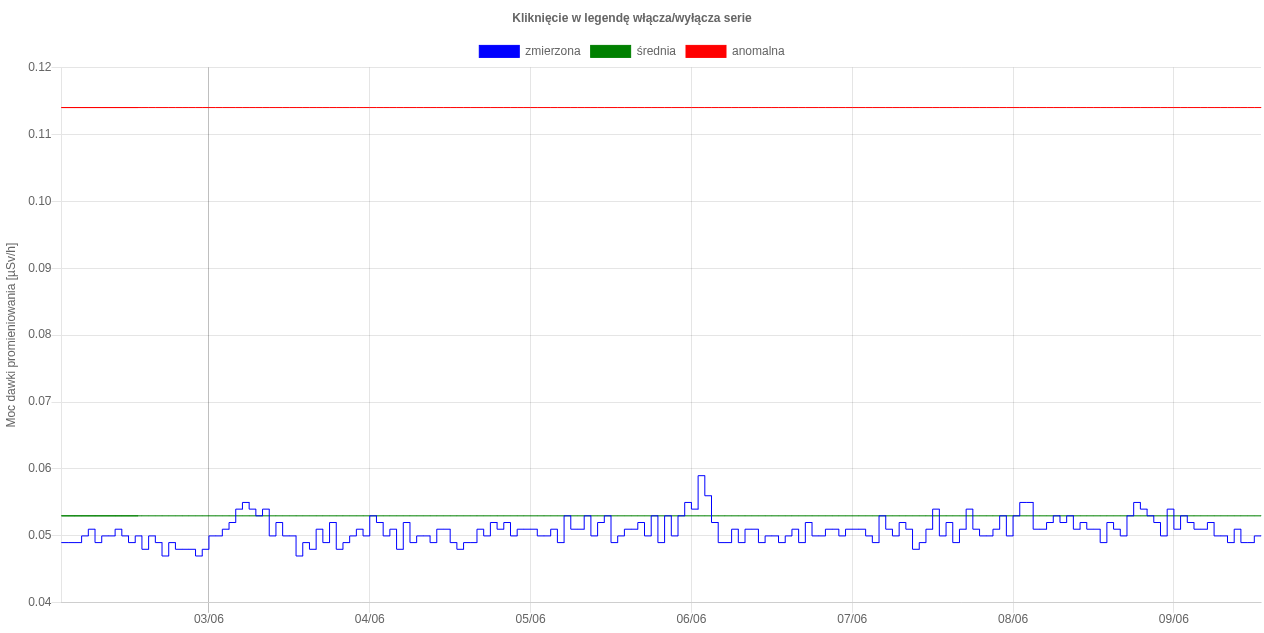 Kliknięcie w legendę włącza/wyłącza serie
zmierzona średnia anomalna
Moc dawki promieniowania [µSv/h]
0.12
0.11
0.10
0.09
0.08
0.07
0.06
0.05
0.04
03/06 04/06 05/06 06/06 07/06 08/06 09/06